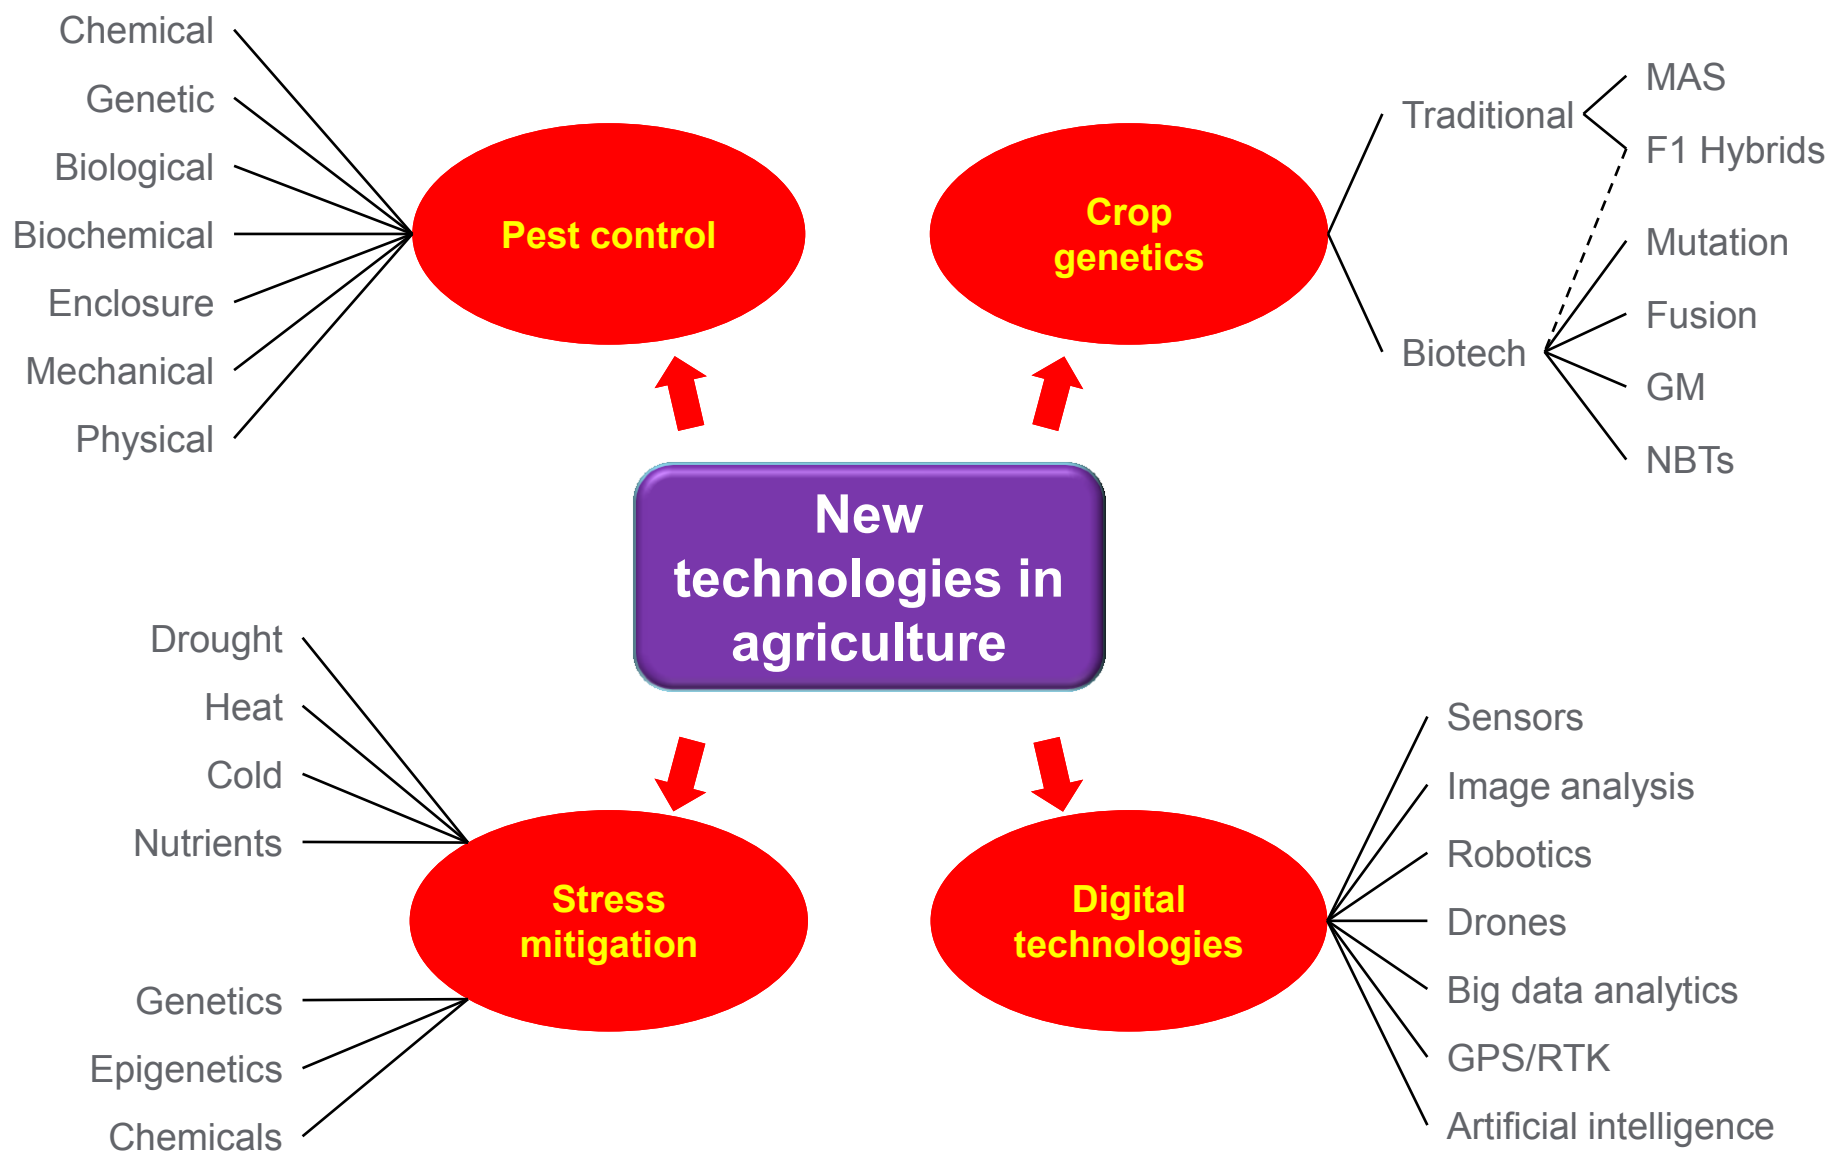 Chemical
Genetic
Biological
Biochemical
Enclosure
Mechanical
Physical
Pest control
Crop
genetics
Traditional
Biotech
MAS
F1 Hybrids
Mutation
Fusion
GM
NBTs
New
technologies in
agriculture
Drought
Heat
Cold
Nutrients
Genetics
Epigenetics
Chemicals
Stress
mitigation
Digital
technologies
Sensors
Image analysis
Robotics
Drones
Big data analytics
GPS/RTK
Artificial intelligence